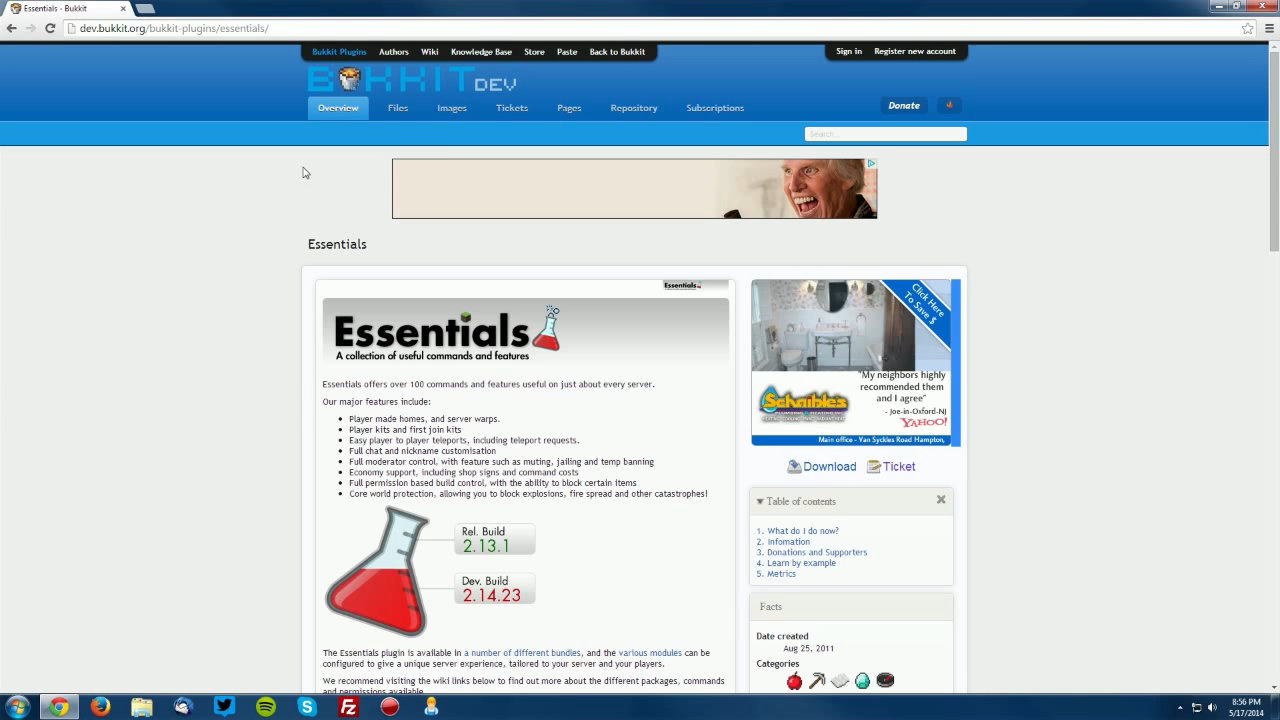 Essentials - Bukkit
dev.bukkit.org/bukkit-plugins/essentials/
Bukkit Plugins Authors Wiki Knowledge Base Store Paste Back to Bukkit
Sign in Register new account
BUKKIT DEV
Overview Files Images Tickets Pages Repository Subscriptions
Donate
Search...
Essentials
Essentials
Essentials
A collection of useful commands and features
Essentials offers over 100 commands and features useful on just about every server.
Our major features include:
Player made homes, and server warps.
Player kits and first join kits
Easy player to player teleports, including teleport requests.
Full chat and nickname customisation
Full moderator control, with feature such as muting, jailing and temp banning
Economy support, including shop signs and command costs
Full permission based build control, with the ability to block certain items
Core world protection, allowing you to block explosions, fire spread and other catastrophes!
Rel. Build
2.13.1
Dev. Build
2.14.23
The Essentials plugin is available in a number of different bundles, and the various modules can be
configured to give a unique server experience, tailored to your server and your players.
We recommend visiting the wiki links below to find out more about the different packages, commands
and permissions available.
Click Here
To Save $
"My neighbors highly
recommended them
and I agree"
- Joe-in-Oxford-NJ
Schaible's
YAHOO!
Main office - Van Syckles Road Hampton,
Download Ticket
Table of contents
1. What do I do now?
2. Infomation
3. Donations and Supporters
4. Learn by example
5. Metrics
Facts
Date created
Aug 25, 2011
Categories
8:56 PM
5/17/2014